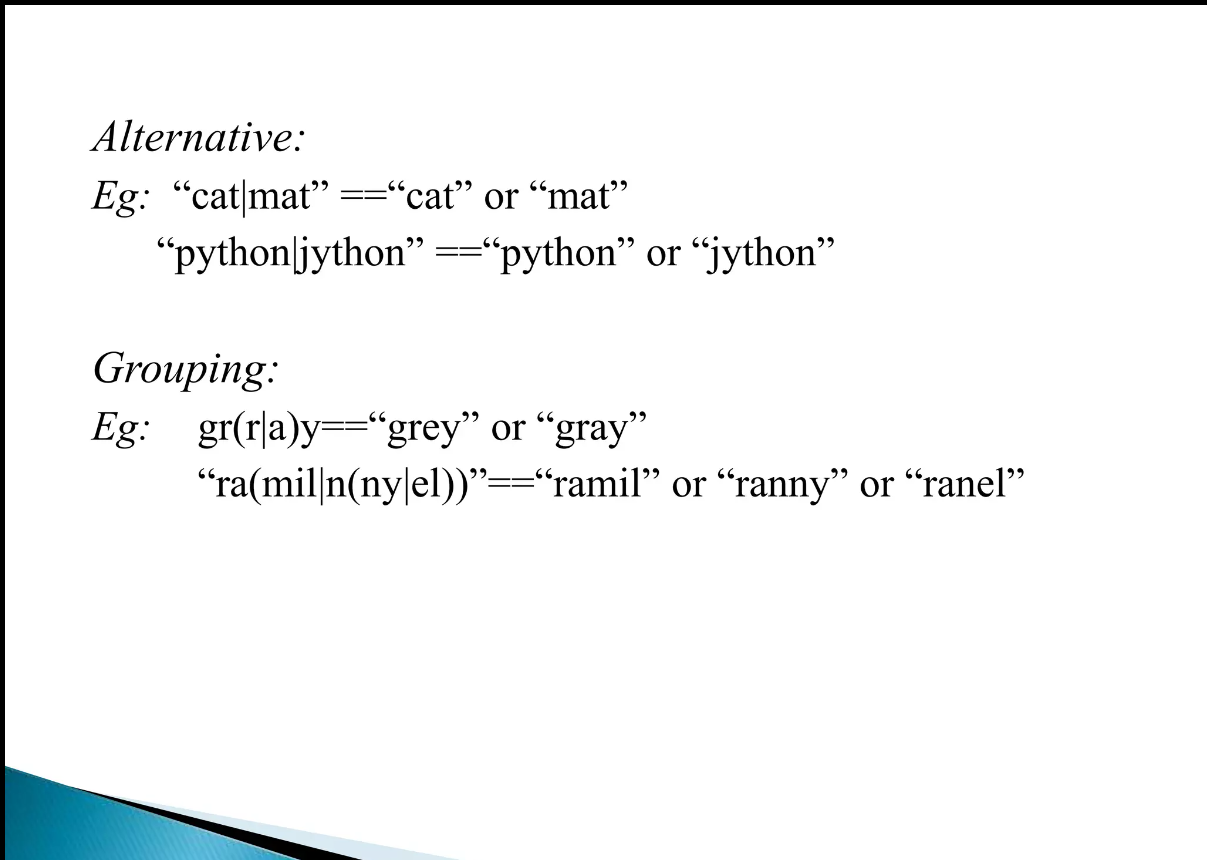 Alternative:
Eg: “cat|mat” ==“cat” or “mat”
“python|jython” ==“python” or “jython”
Grouping:
Eg: gr(r|a)y==“grey” or “gray”
“ra(mil|n(ny|el))”==“ramil” or “ranny” or “ranel”